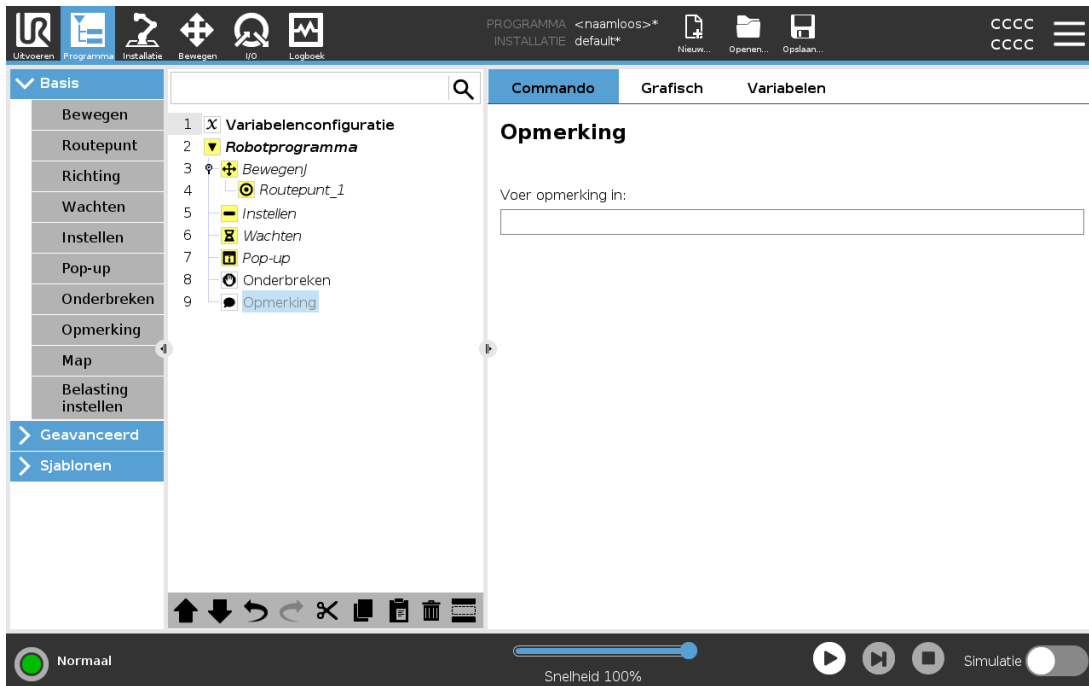 UR
Uitvoeren Programma Installatie Bewegen I/O Logboek
PROGRAMMA <naamloos>*
INSTALLATIE default*
Nieuw... Openen... Opslaan...
CCCC
CCCC
Basis
Bewegen
Routepunt
Richting
Wachten
Instellen
Pop-up
Onderbreken
Opmerking
Map
Belasting
instellen
Geavanceerd
Sjablonen
1 X Variabelenconfiguratie
2 Robotprogramma
3 BewegenJ
4 Routepunt_1
5 Instellen
6 Wachten
7 Pop-up
8 Onderbreken
9 Opmerking
Commando Grafisch Variabelen
Opmerking
Voer opmerking in:
Normaal
Snelheid 100%
Simulatie